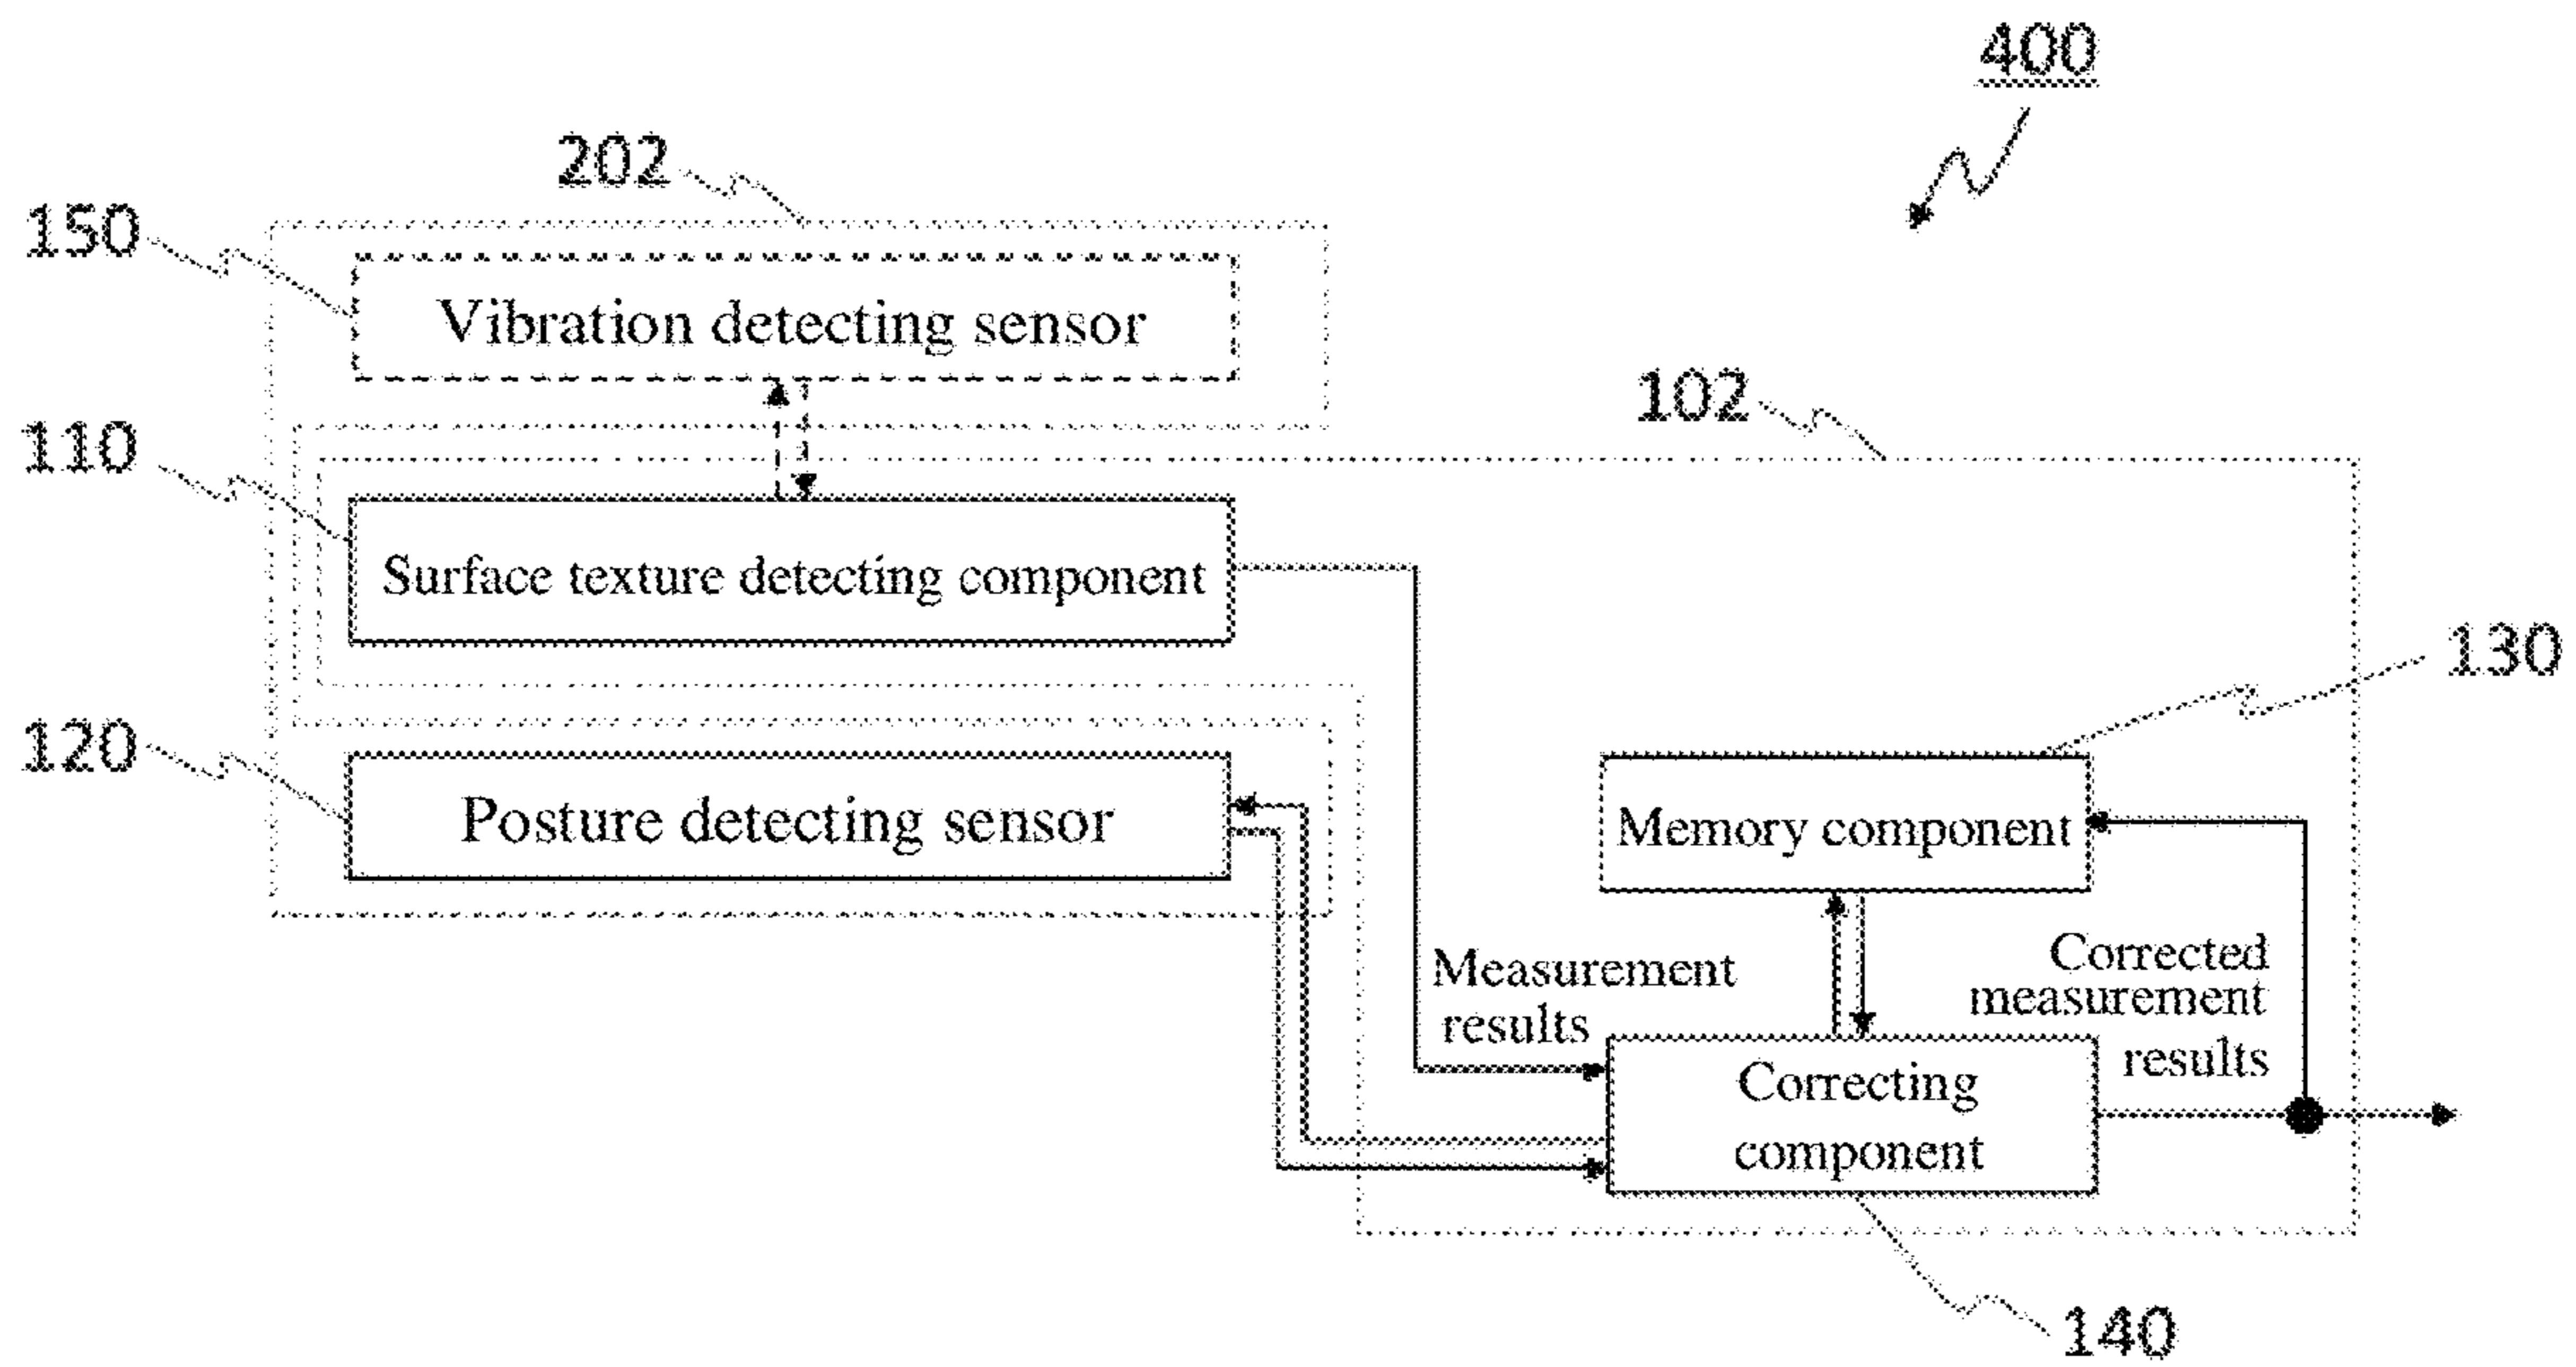 400
202
150
Vibration detecting sensor
102
110
Surface texture detecting component
130
120
Posture detecting sensor
Memory component
Measurement
results
Corrected
measurement
results
Correcting
component
140